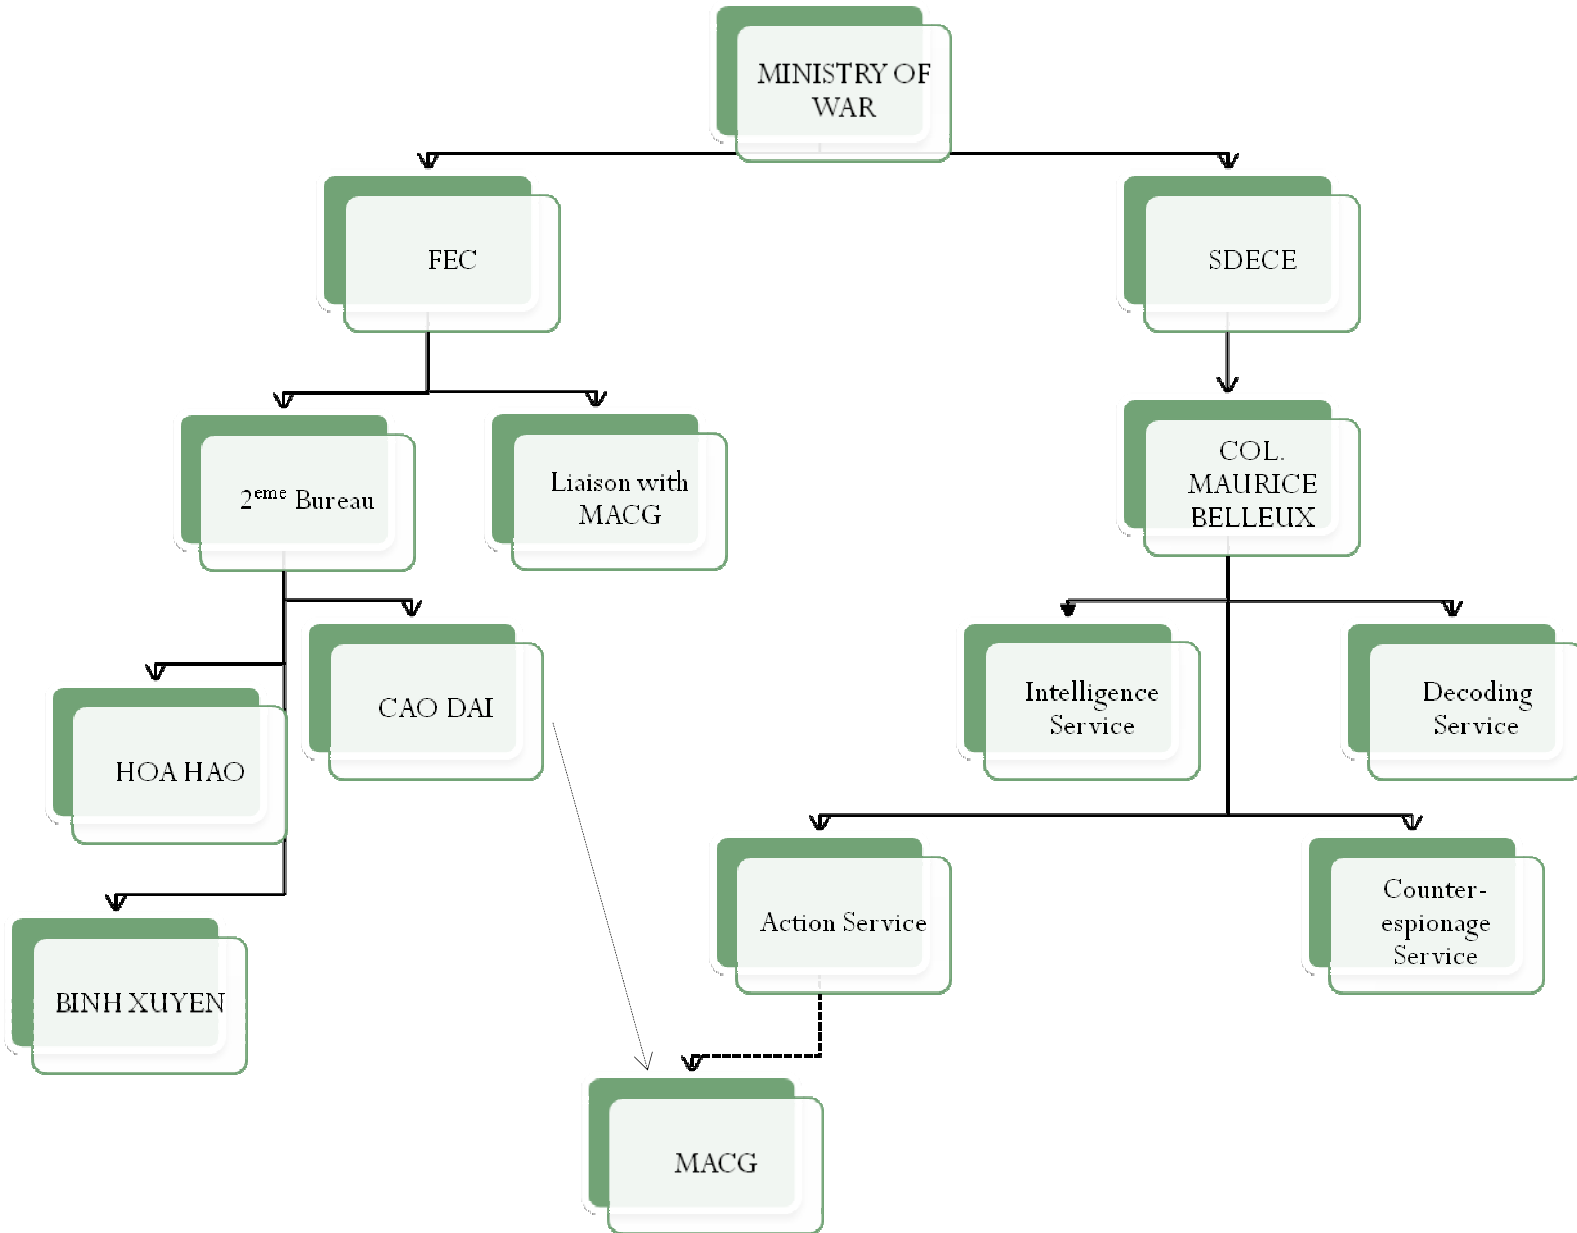 MINISTRY OF
WAR
FEC
SDECE
2eme Bureau
Liaison with
MACG
COL.
MAURICE
BELLEUX
HOA HAO
CAO DAI
Intelligence
Service
Decoding
Service
BINH XUYEN
Action Service
Counter-
espionage
Service
MACG